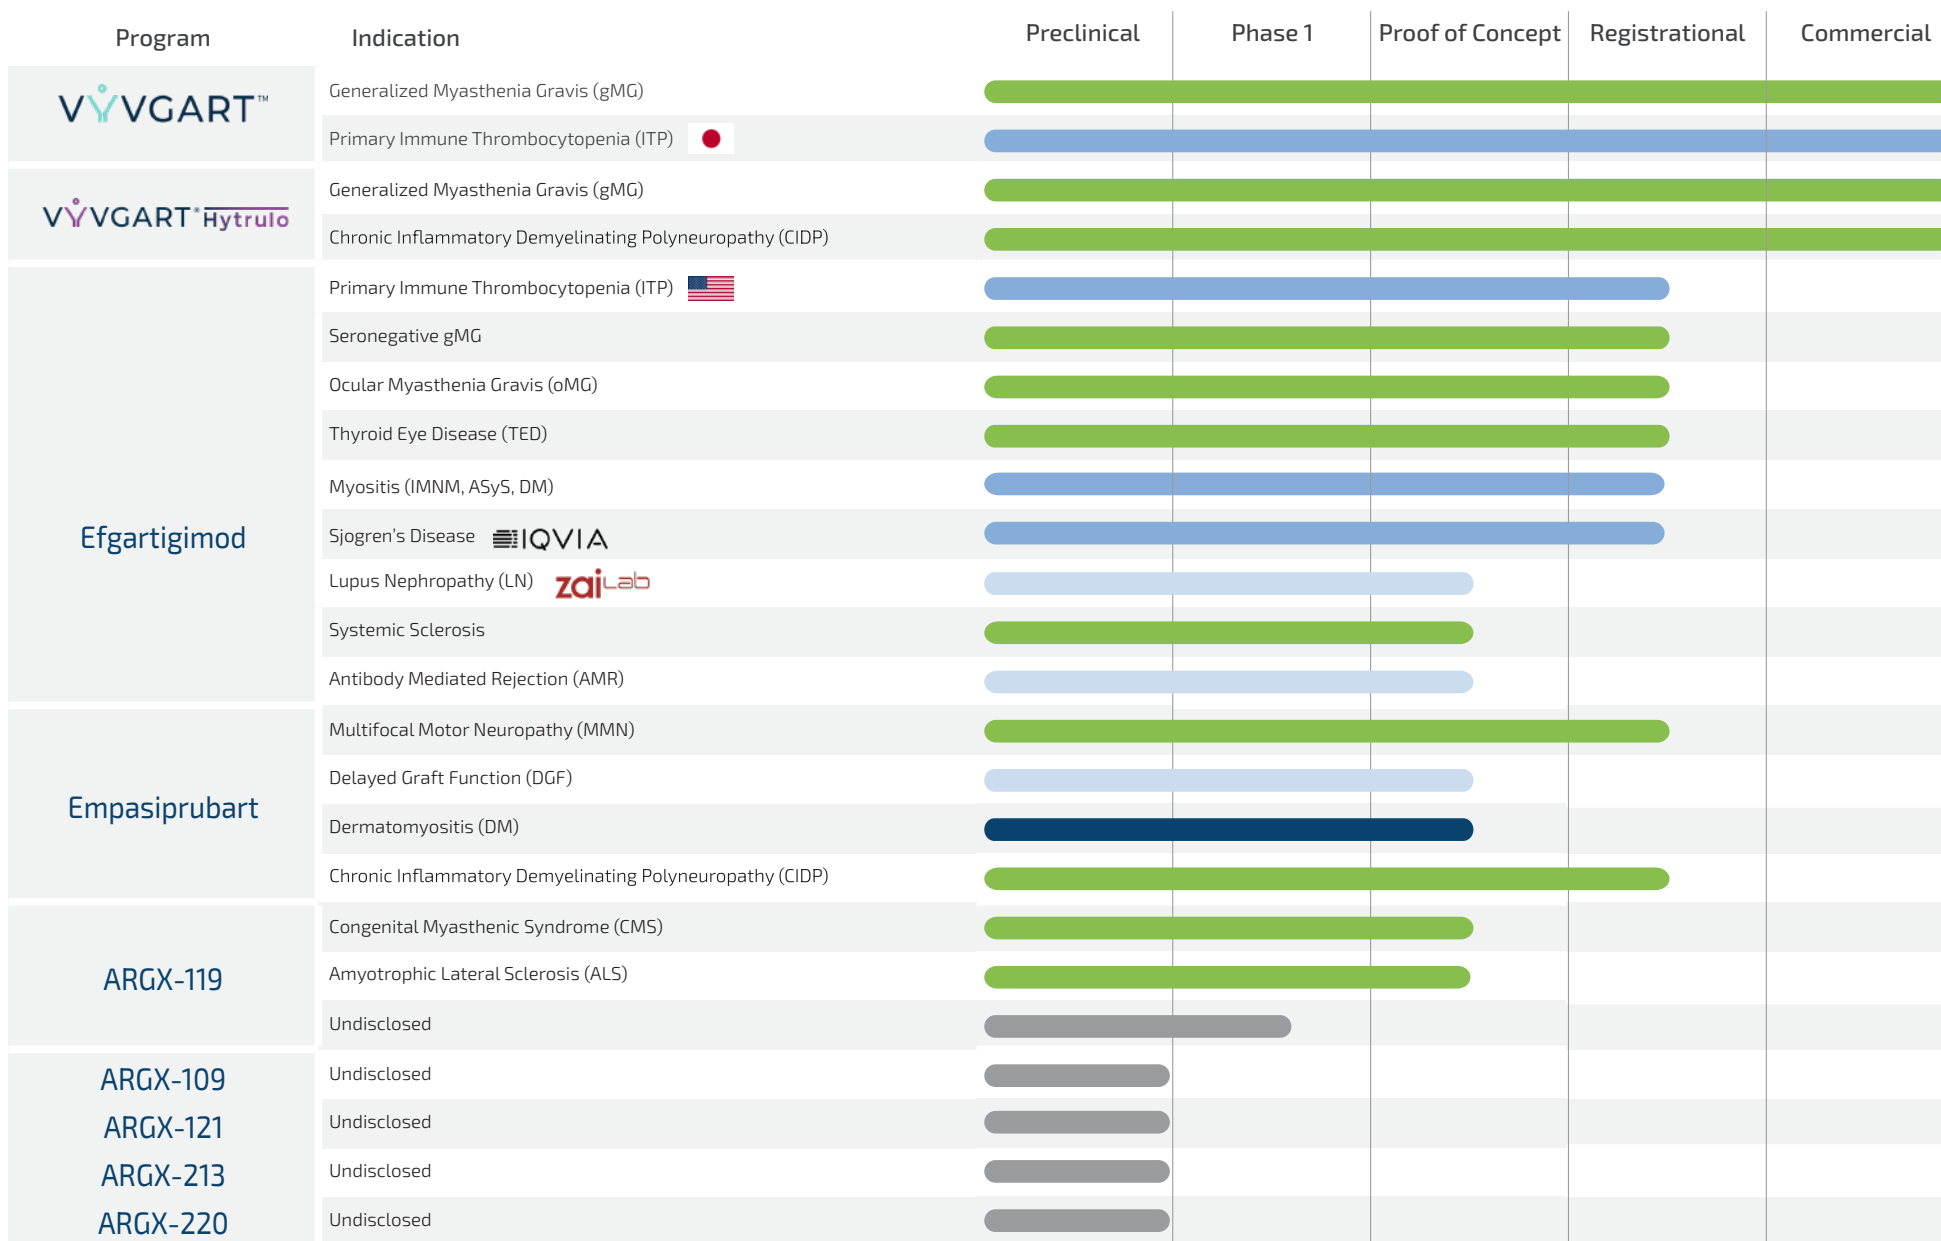 Program Indication Preclinical Phase 1 Proof of Concept Registrational Commercial
VYVGART™
Generalized Myasthenia Gravis (gMG)
Primary Immune Thrombocytopenia (ITP)
VYVGART® Hytrulo
Generalized Myasthenia Gravis (gMG)
Chronic Inflammatory Demyelinating Polyneuropathy (CIDP)
Efgartigimod
Primary Immune Thrombocytopenia (ITP)
Seronegative gMG
Ocular Myasthenia Gravis (oMG)
Thyroid Eye Disease (TED)
Myositis (IMNM, ASyS, DM)
Sjogren's Disease IQVIA
Lupus Nephropathy (LN) zaiLab
Systemic Sclerosis
Antibody Mediated Rejection (AMR)
Empasiprubart
Multifocal Motor Neuropathy (MMN)
Delayed Graft Function (DGF)
Dermatomyositis (DM)
Chronic Inflammatory Demyelinating Polyneuropathy (CIDP)
ARGX-119
Congenital Myasthenic Syndrome (CMS)
Amyotrophic Lateral Sclerosis (ALS)
Undisclosed
ARGX-109 Undisclosed
ARGX-121 Undisclosed
ARGX-213 Undisclosed
ARGX-220 Undisclosed